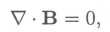 ∇ · B = 0,